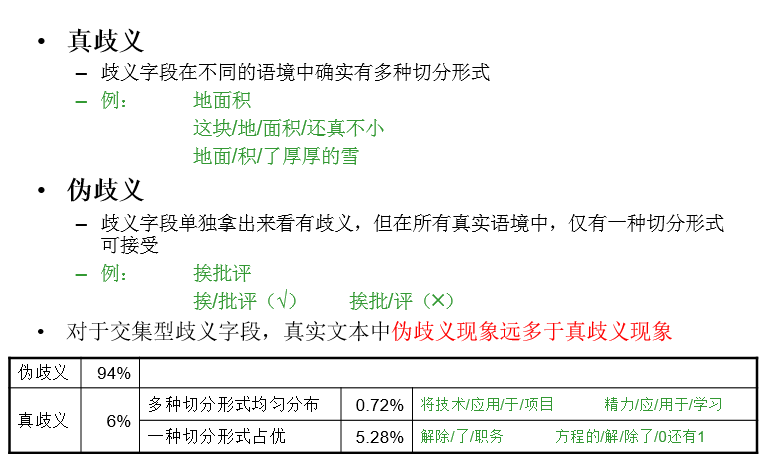 • 真歧义
– 歧义字段在不同的语境中确实有多种切分形式
– 例： 地面积
这块/地/面积/还真不小
地面/积/了厚厚的雪
• 伪歧义
– 歧义字段单独拿出来看有歧义，但在所有真实语境中，仅有一种切分形式
可接受
– 例： 挨批评
挨/批评（√） 挨批/评（✕）
• 对于交集型歧义字段，真实文本中伪歧义现象远多于真歧义现象
伪歧义 94%
真歧义 6%
多种切分形式均匀分布 0.72% 将技术/应用/于/项目 精力/应/用于/学习
一种切分形式占优 5.28% 解除/了/职务 方程的/解/除了/0还有1